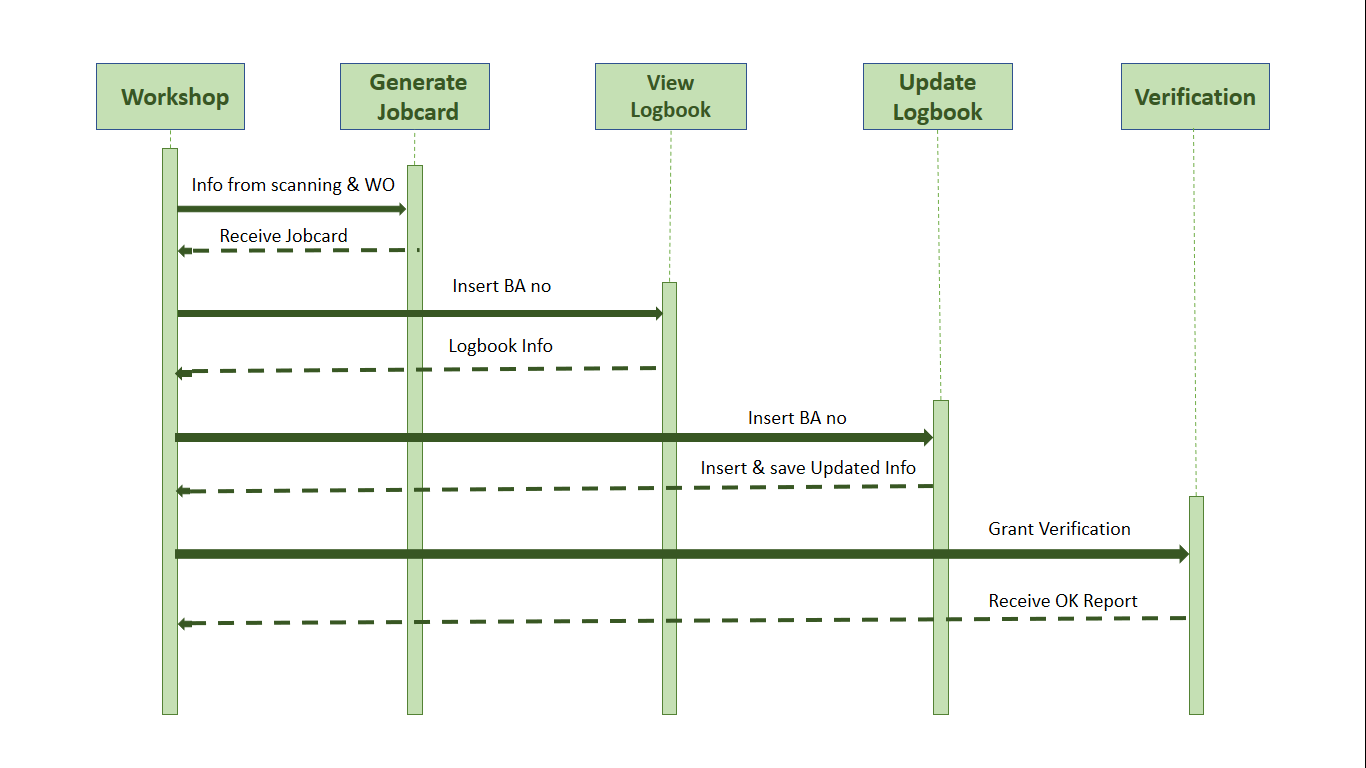 Workshop
Generate
Jobcard
View
Logbook
Update
Logbook
Verification
Info from scanning & WO
Receive Jobcard
Insert BA no
Logbook Info
Insert BA no
Insert & save Updated Info
Grant Verification
Receive OK Report